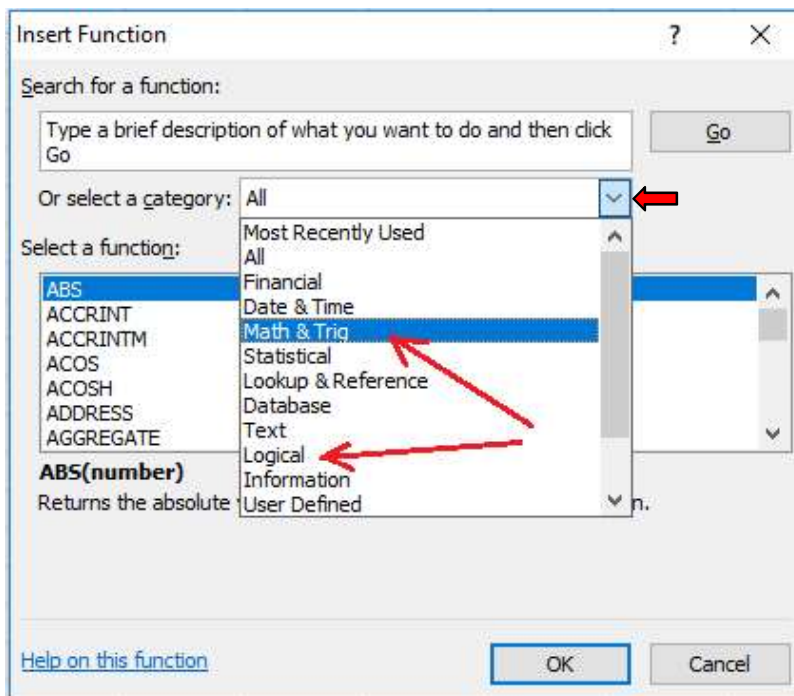 Insert Function
?
Search for a function:
Type a brief description of what you want to do and then click
Go
Go
Or select a category: All
Most Recently Used
All
Financial
Date & Time
Math & Trig
Statistical
Lookup & Reference
Database
Text
Logical
Information
User Defined
Select a function:
ABS
ACCRINT
ACCRINTM
ACOS
ACOSH
ADDRESS
AGGREGATE
ABS(number)
Returns the absolute n.
Help on this function
OK
Cancel